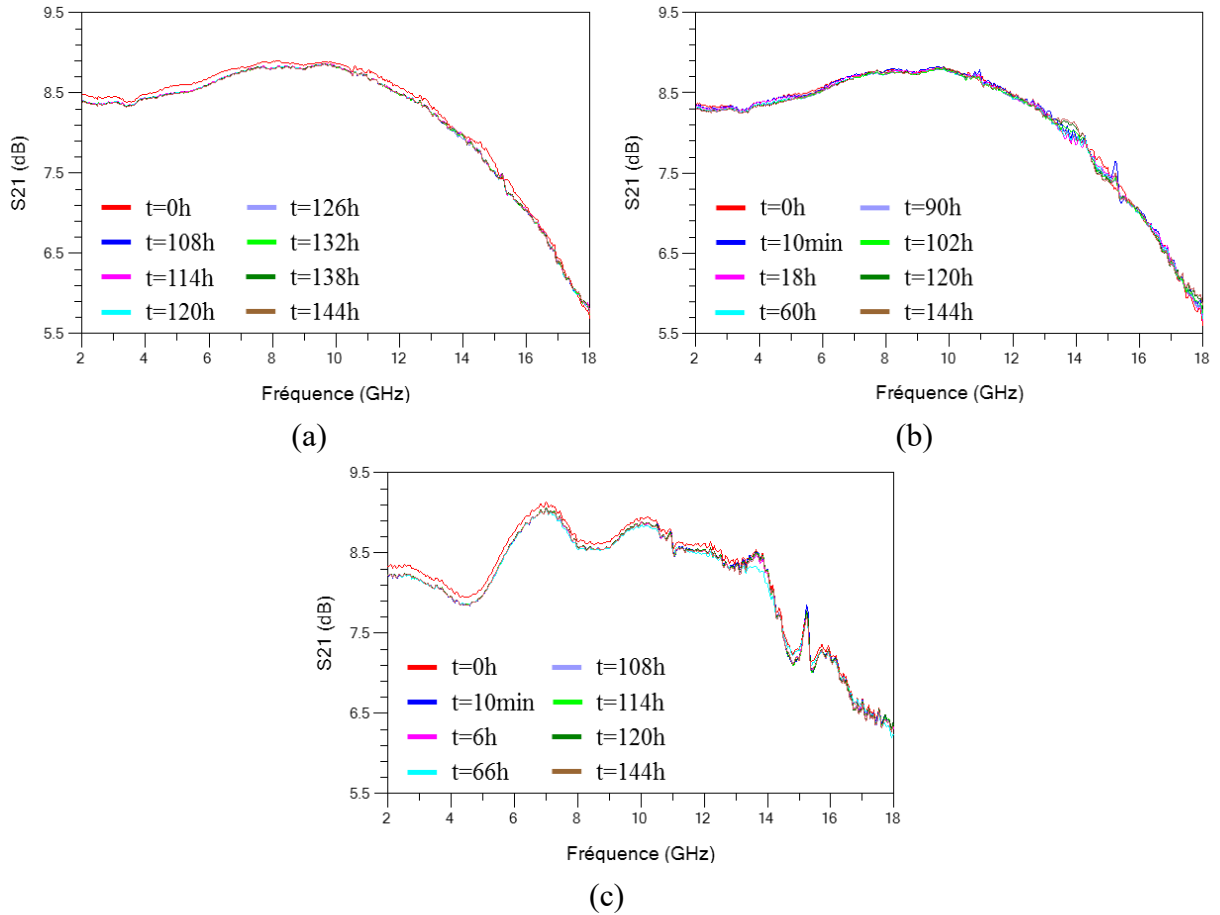 9.5
8.5
7.5
6.5
5.5
S21 (dB)
t=0h t=126h
t=108h t=132h
t=114h t=138h
t=120h t=144h
2 4 6 8 10 12 14 16 18
Fréquence (GHz)
(a)
9.5
8.5
7.5
6.5
5.5
S21 (dB)
t=0h t=90h
t=10min t=102h
t=18h t=120h
t=60h t=144h
2 4 6 8 10 12 14 16 18
Fréquence (GHz)
(b)
9.5
8.5
7.5
6.5
5.5
S21 (dB)
t=0h t=108h
t=10min t=114h
t=6h t=120h
t=66h t=144h
2 4 6 8 10 12 14 16 18
Fréquence (GHz)
(c)